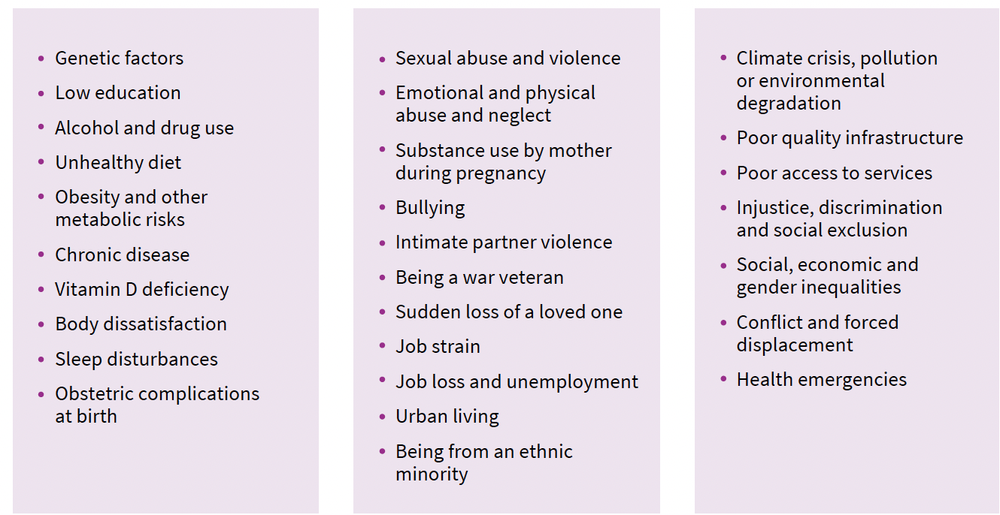 • Genetic factors
• Low education
• Alcohol and drug use
• Unhealthy diet
• Obesity and other
metabolic risks
• Chronic disease
• Vitamin D deficiency
• Body dissatisfaction
• Sleep disturbances
• Obstetric complications
at birth
• Sexual abuse and violence
• Emotional and physical
abuse and neglect
• Substance use by mother
during pregnancy
• Bullying
• Intimate partner violence
• Being a war veteran
• Sudden loss of a loved one
• Job strain
• Job loss and unemployment
• Urban living
• Being from an ethnic
minority
• Climate crisis, pollution
or environmental
degradation
• Poor quality infrastructure
• Poor access to services
• Injustice, discrimination
and social exclusion
• Social, economic and
gender inequalities
• Conflict and forced
displacement
• Health emergencies